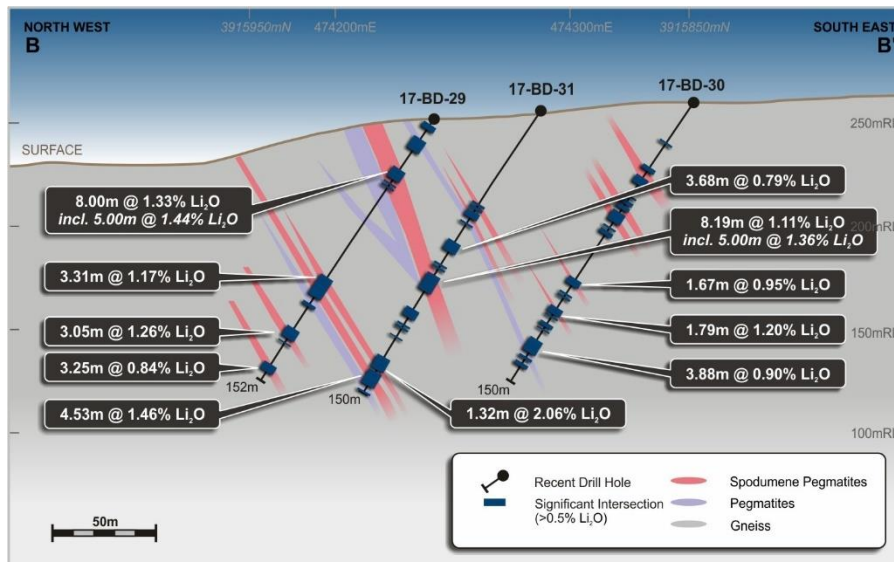 NORTH WEST
B
3915950mN
474200mE
474300mE
3915850mN
SOUTH EAST
B'
17-BD-29
17-BD-31
17-BD-30
250mRL
SURFACE
8.00m @ 1.33% Li₂O
incl. 5.00m @ 1.44% Li₂O
3.68m @ 0.79% Li₂O
200mRL
8.19m @ 1.11% Li₂O
incl. 5.00m @ 1.36% Li₂O
3.31m @ 1.17% Li₂O
1.67m @ 0.95% Li₂O
3.05m @ 1.26% Li₂O
1.79m @ 1.20% Li₂O
150mRL
3.25m @ 0.84% Li₂O
3.88m @ 0.90% Li₂O
152m
150m
150m
4.53m @ 1.46% Li₂O
1.32m @ 2.06% Li₂O
100mRL
Recent Drill Hole
Significant Intersection
(>0.5% Li₂O)
Spodumene Pegmatites
Pegmatites
Gneiss
50m